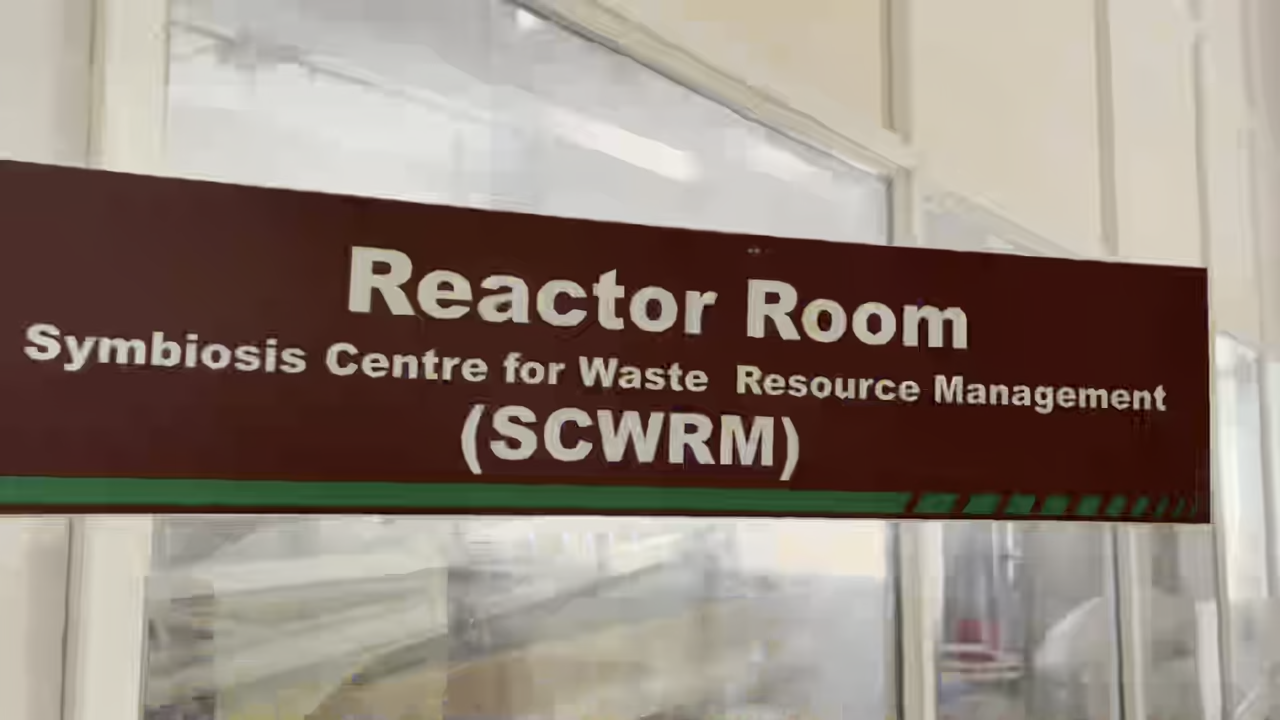 Reactor Room
Symbiosis Centre for Waste Resource Management
(SCWRM)